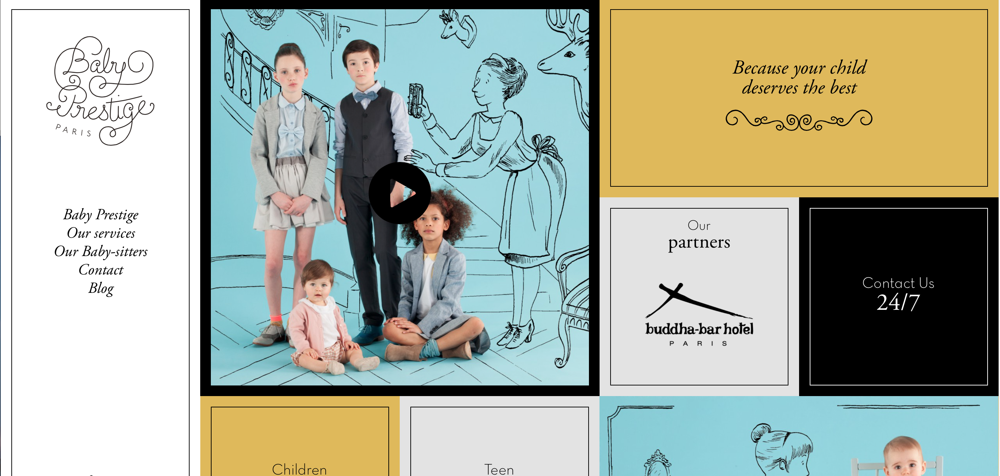 Baby
Prestige
PARIS
Baby Prestige
Our services
Our Baby-sitters
Contact
Blog
Because your child
deserves the best
Our
partners
buddha-bar hotel
PARIS
Contact Us
24/7
Children
Teen